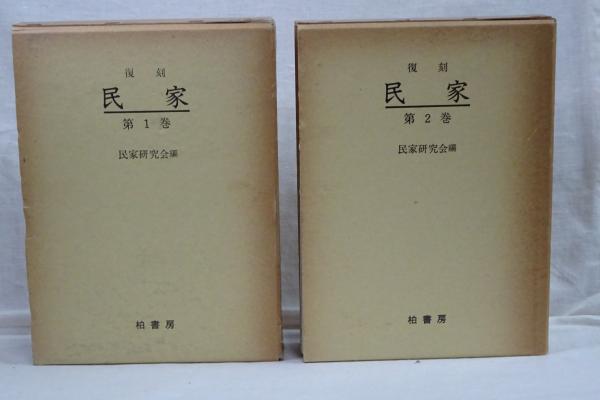 復刻
民家
第1巻
民家研究会編
柏書房
復刻
民家
第2巻
民家研究会編
柏書房